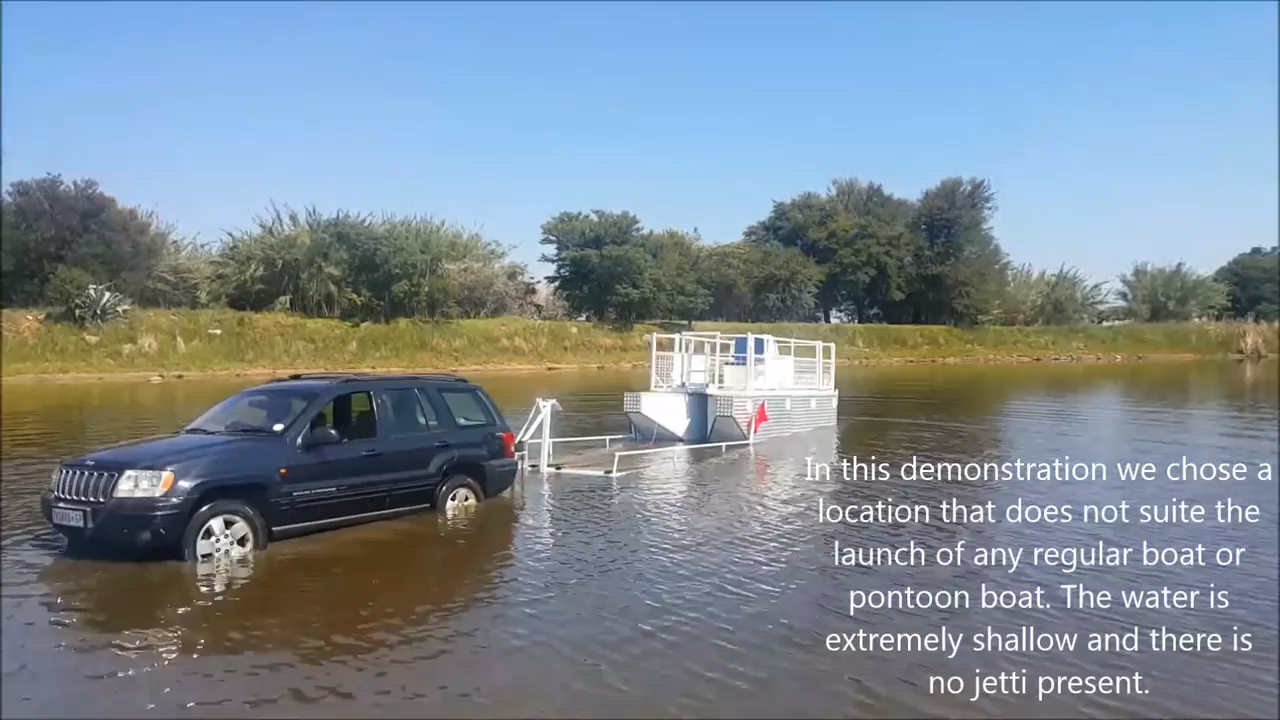 In this demonstration we chose a
location that does not suite the
launch of any regular boat or
pontoon boat. The water is
extremely shallow and there is
no jetti present.